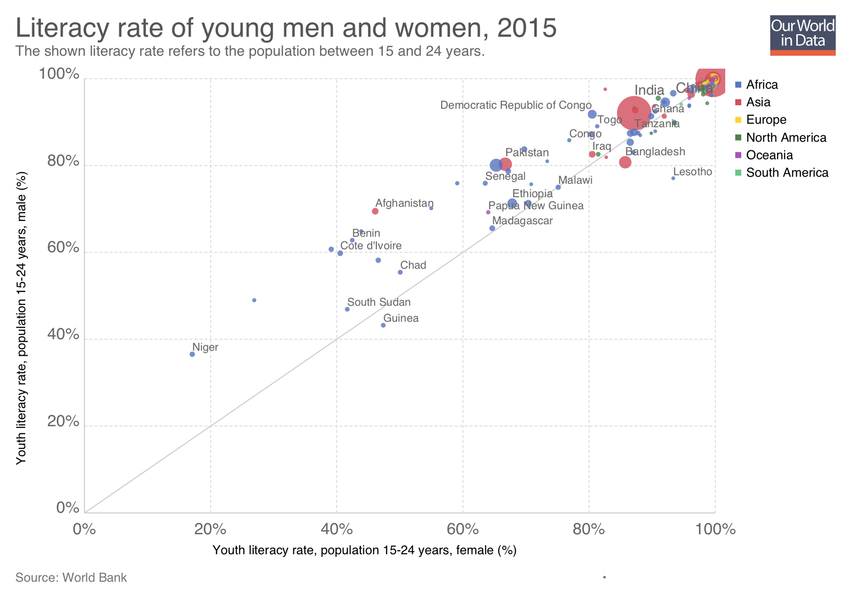 Literacy rate of young men and women, 2015
The shown literacy rate refers to the population between 15 and 24 years.
Our World
in Data
Youth literacy rate, population 15-24 years, male (%)
100%
80%
60%
40%
20%
0%
0%
20%
40%
60%
80%
100%
Youth literacy rate, population 15-24 years, female (%)
India
China
Democratic Republic of Congo
Ghana
Togo
Tanzania
Congo
Iraq
Bangladesh
Pakistan
Lesotho
Senegal
Malawi
Ethiopia
Papua New Guinea
Afghanistan
Madagascar
Benin
Cote d'Ivoire
Chad
South Sudan
Guinea
Niger
Africa
Asia
Europe
North America
Oceania
South America
Source: World Bank